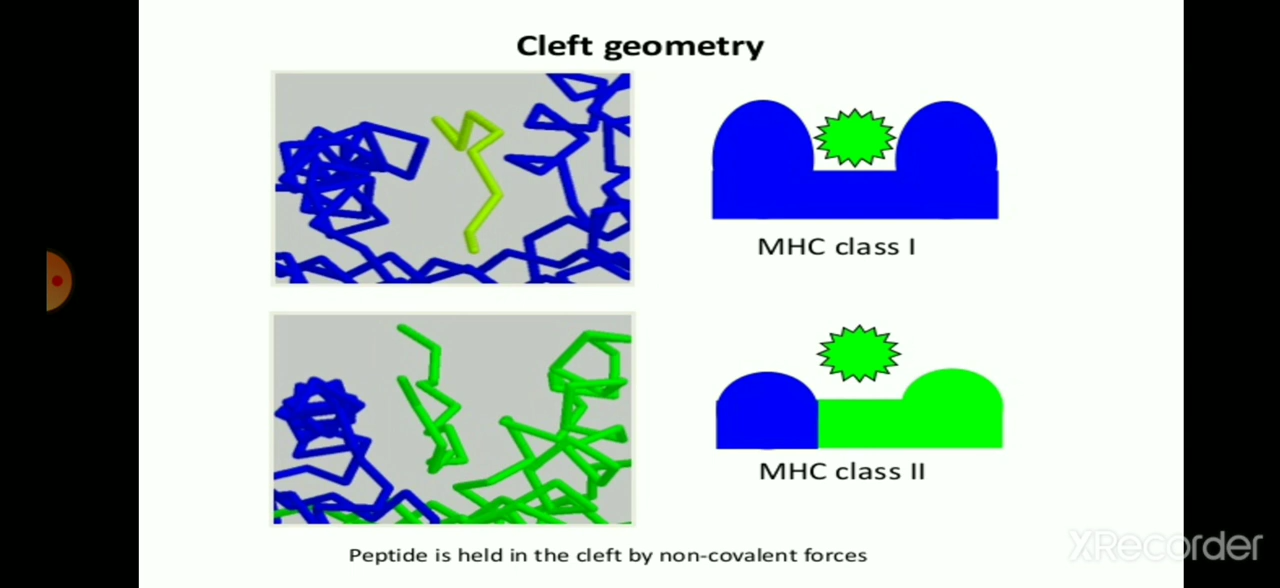 Cleft geometry
MHC class I
MHC class II
Peptide is held in the cleft by non-covalent forces
XRecorder